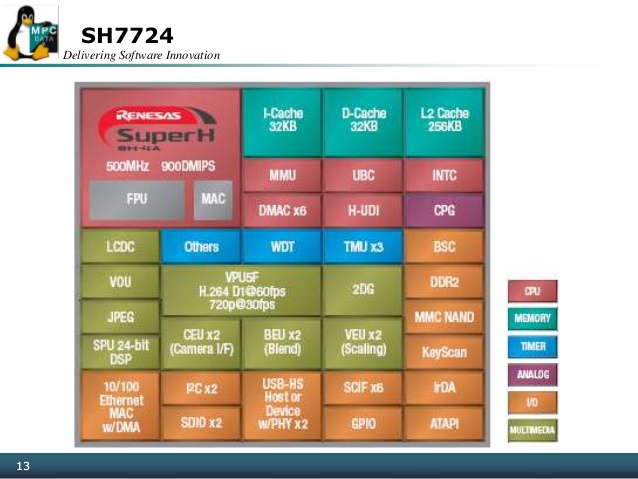 MPC
DATA
SH7724
Delivering Software Innovation
RENESAS
SuperH
SH-4A
500MHz 900DMIPS
FPU
MAC
I-Cache
32KB
D-Cache
32KB
L2 Cache
256KB
MMU
UBC
INTC
DMAC x6
H-UDI
CPG
LCDC
Others
WDT
TMU x3
BSC
VOU
VPU5F
H.264 D1@60fps
720p@30fps
2DG
DDR2
JPEG
MMC NAND
SPU 24-bit
DSP
CEU x2
(Camera I/F)
BEU x2
(Blend)
VEU x2
(Scaling)
KeyScan
10/100
Ethernet
MAC
w/DMA
I²C x2
USB-HS
Host or
Device
w/PHY x2
SCIF x6
IrDA
SDIO x2
GPIO
ATAPI
CPU
MEMORY
TIMER
ANALOG
I/O
MULTIMEDIA
13